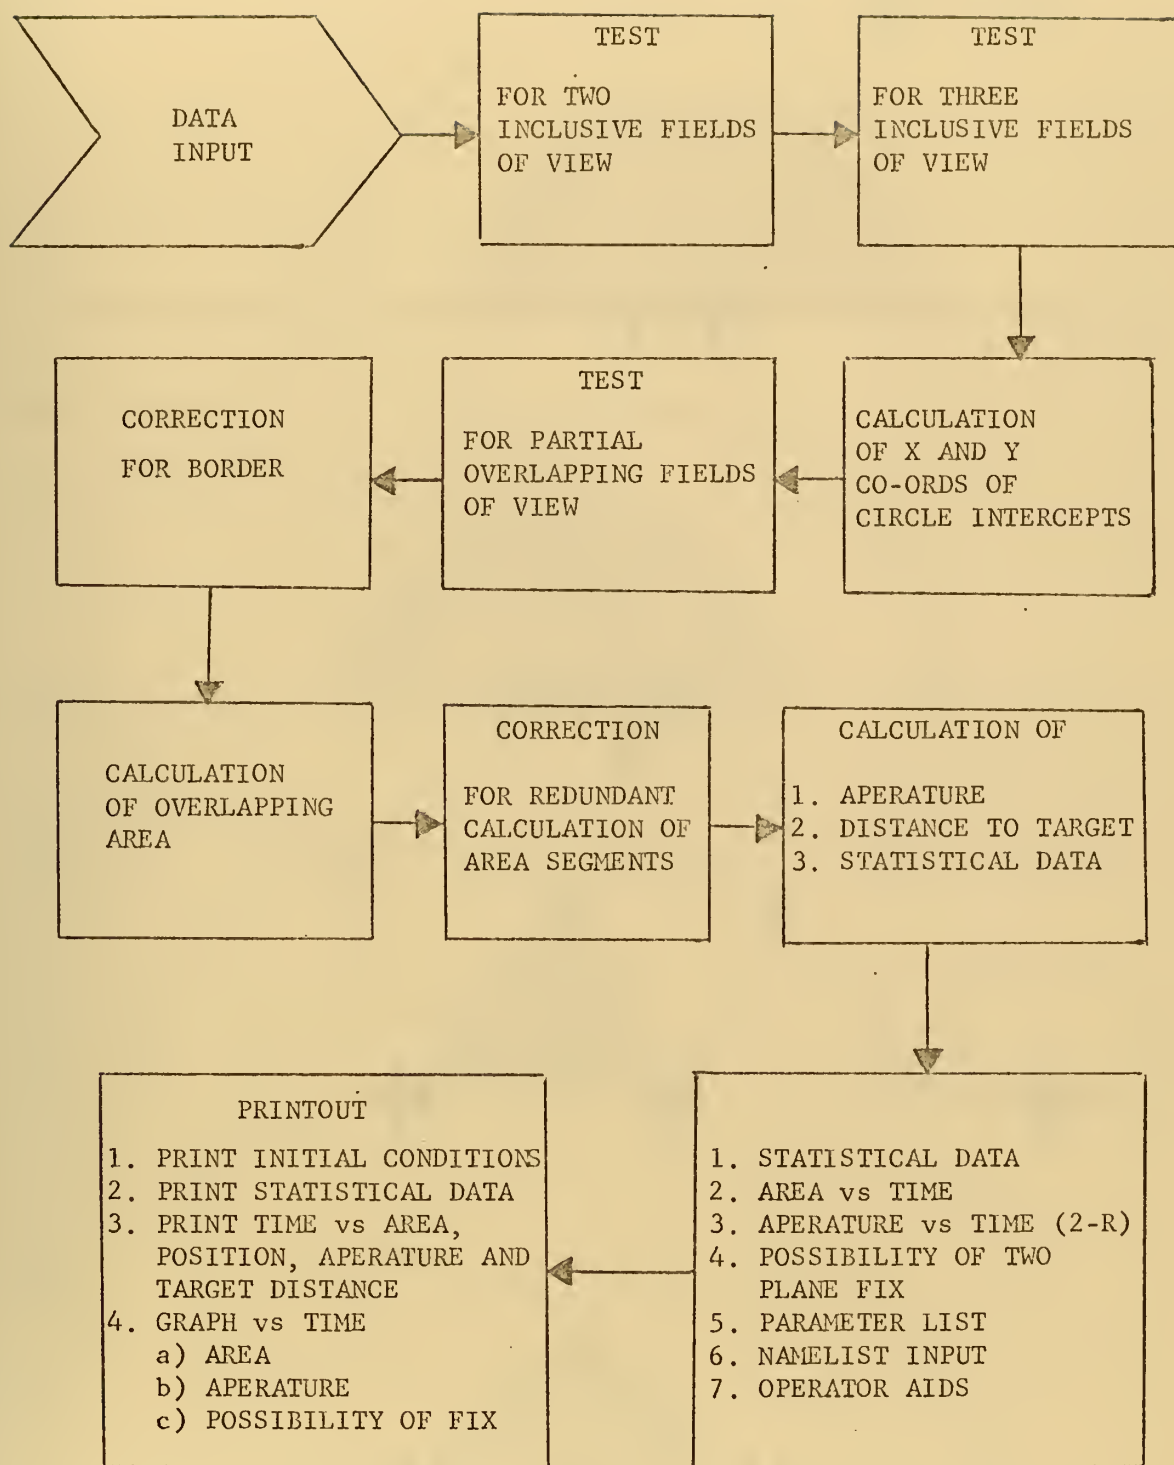 DATA
INPUT
TEST
FOR TWO
INCLUSIVE FIELDS
OF VIEW
TEST
FOR THREE
INCLUSIVE FIELDS
OF VIEW
CALCULATION
OF X AND Y
CO-ORDS OF
CIRCLE INTERCEPTS
TEST
FOR PARTIAL
OVERLAPPING FIELDS
OF VIEW
CORRECTION
FOR BORDER
CALCULATION
OF OVERLAPPING
AREA
CORRECTION
FOR REDUNDANT
CALCULATION OF
AREA SEGMENTS
CALCULATION OF
1. APERATURE
2. DISTANCE TO TARGET
3. STATISTICAL DATA
1. STATISTICAL DATA
2. AREA vs TIME
3. APERATURE vs TIME (2-R)
4. POSSIBILITY OF TWO
PLANE FIX
5. PARAMETER LIST
6. NAMELIST INPUT
7. OPERATOR AIDS
PRINTOUT
1. PRINT INITIAL CONDITIONS
2. PRINT STATISTICAL DATA
3. PRINT TIME vs AREA,
POSITION, APERATURE AND
TARGET DISTANCE
4. GRAPH vs TIME
a) AREA
b) APERATURE
c) POSSIBILITY OF FIX